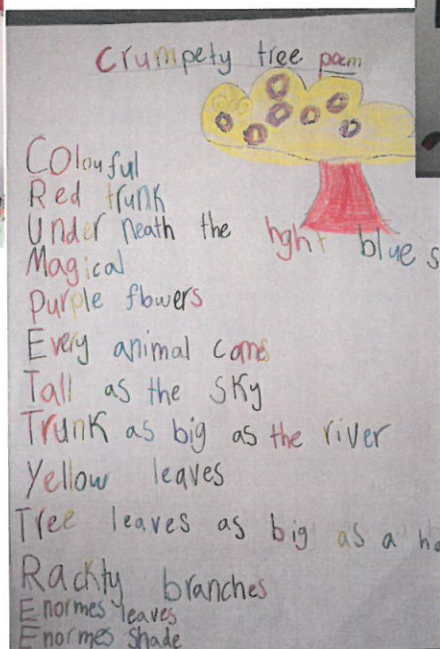 Crumpety tree poem
Colouful
Red trunk
Under neath the light blue
Magical
Purple flowers
Every animal came
Tall as the sky
Trunk as big as the river
Yellow leaves
Tree leaves as big as a
Rackty branches
Enormes leaves
Enormes shade